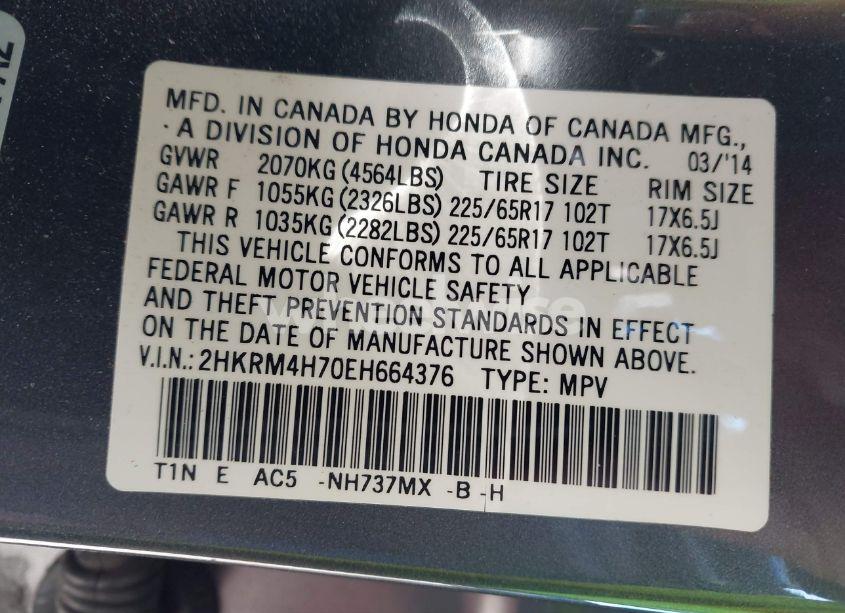 MFD. IN CANADA BY HONDA OF CANADA MFG.,
A DIVISION OF HONDA CANADA INC. 03/'14
GVWR 2070KG (4564LBS) TIRE SIZE RIM SIZE
GAWR F 1055KG (2326LBS) 225/65R17 102T 17X6.5J
GAWR R 1035KG (2282LBS) 225/65R17 102T 17X6.5J
THIS VEHICLE CONFORMS TO ALL APPLICABLE
FEDERAL MOTOR VEHICLE SAFETY
AND THEFT PREVENTION STANDARDS IN EFFECT
ON THE DATE OF MANUFACTURE SHOWN ABOVE.
V.I.N.: 2HKRM4H70EH664376 TYPE: MPV
T1N E AC5 -NH737MX -B -H